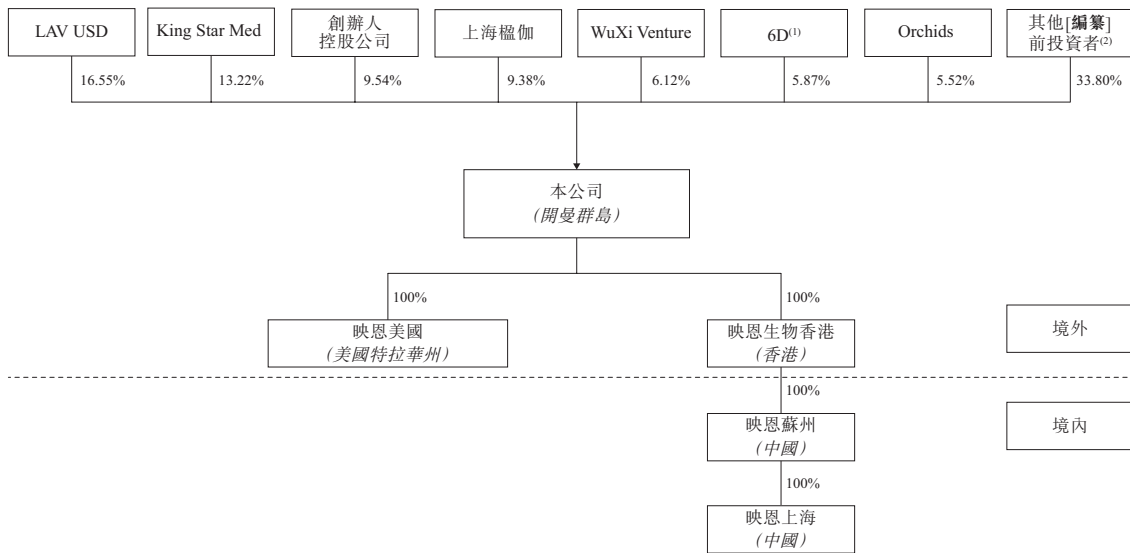 LAV USD
King Star Med
創辦人
控股公司
上海楹伽
WuXi Venture
6D(1)
Orchids
其他[編纂]
前投資者(2)
16.55%
13.22%
9.54%
9.38%
6.12%
5.87%
5.52%
33.80%
本公司
(開曼群島)
100%
100%
映恩美國
(美國特拉華州)
映恩生物香港
(香港)
境外
100%
映恩蘇州
(中國)
境內
100%
映恩上海
(中國)